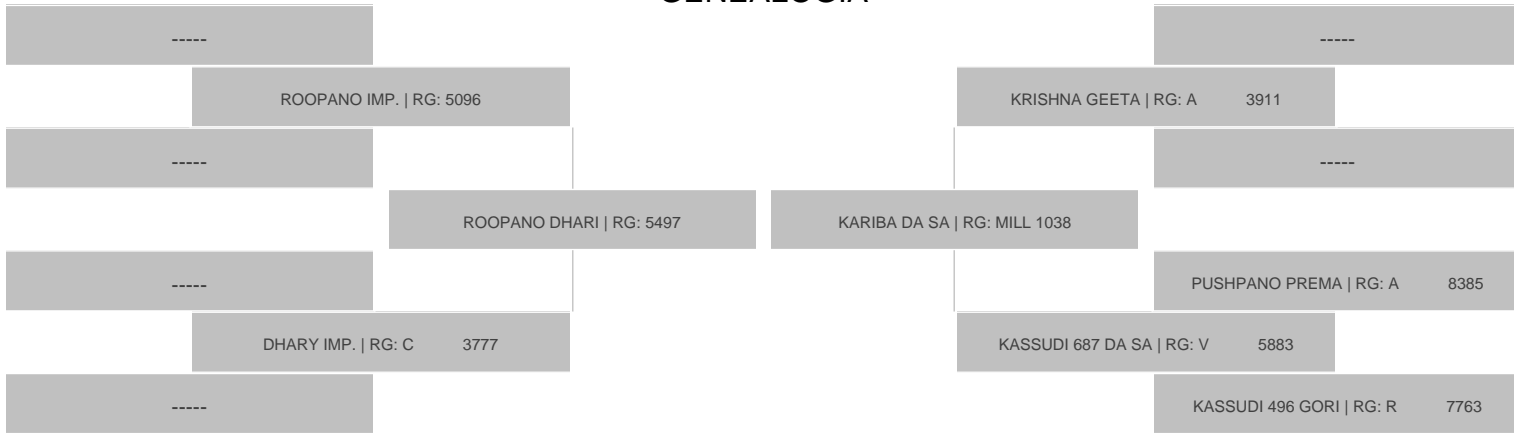 -----
-----
ROOPANO IMP. | RG: 5096
KRISHNA GEETA | RG: A 3911
-----
-----
ROOPANO DHARI | RG: 5497
KARIBA DA SA | RG: MILL 1038
-----
PUSHPANO PREMA | RG: A 8385
DHARY IMP. | RG: C 3777
KASSUDI 687 DA SA | RG: V 5883
-----
KASSUDI 496 GORI | RG: R 7763